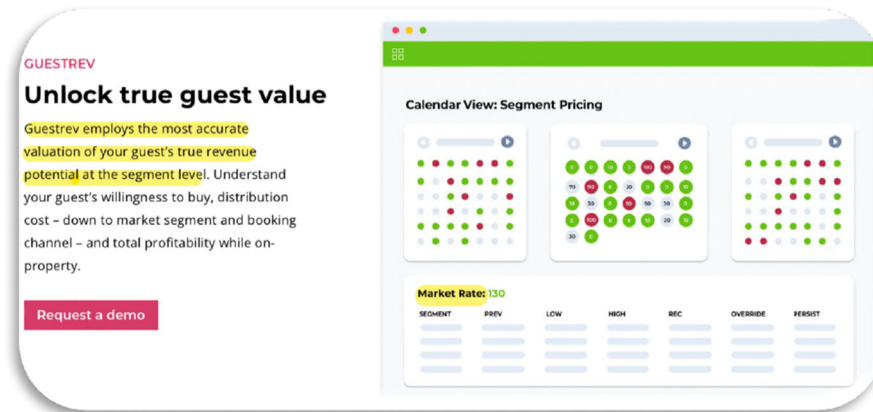 GUESTREV
Unlock true guest value
Guestrev employs the most accurate
valuation of your guest's true revenue
potential at the segment level. Understand
your guest's willingness to buy, distribution
cost – down to market segment and booking
channel – and total profitability while on-
property.
Request a demo
Calendar View: Segment Pricing
Market Rate: 130
SEGMENT PREV LOW HIGH REC OVERRIDE PERSIST